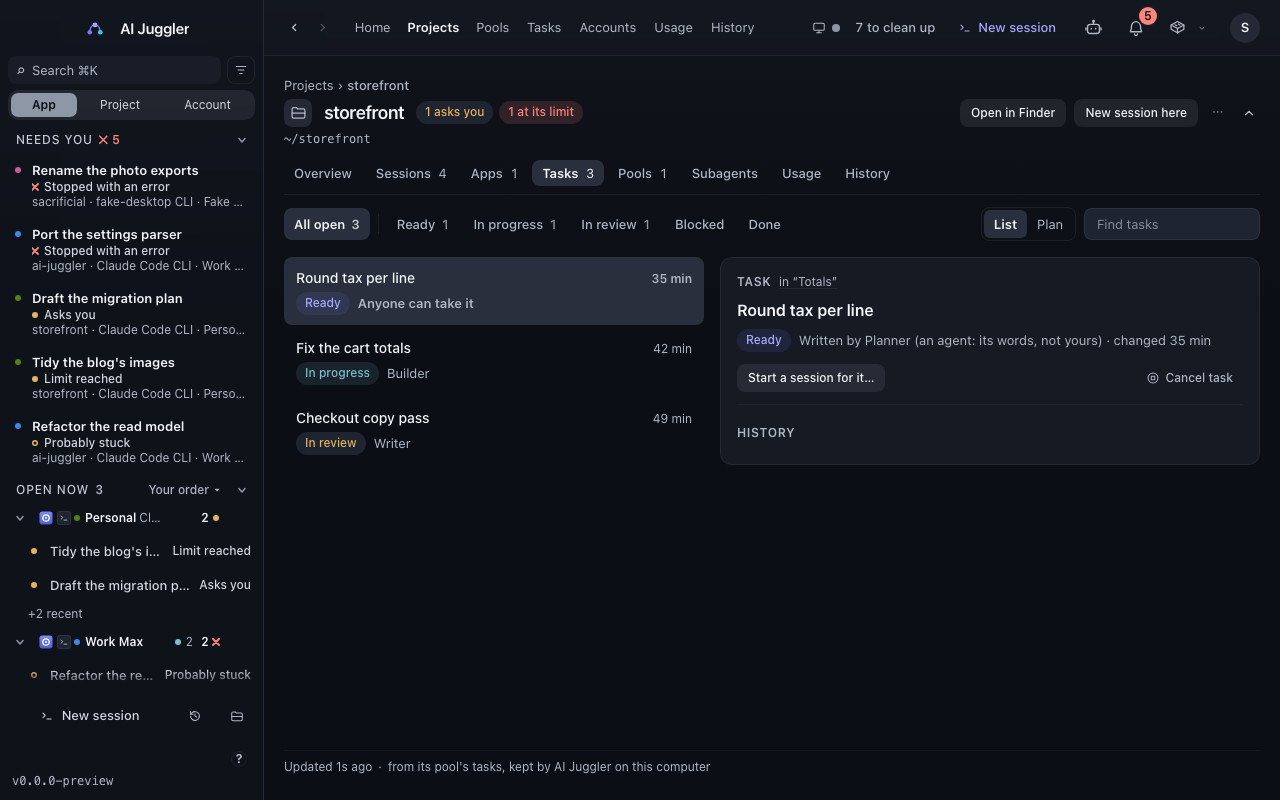 AI Juggler
Search ⌘K
App Project Account
NEEDS YOU 5
Rename the photo exports
Stopped with an error
sacrificial · fake-desktop CLI · Fake …
Port the settings parser
Stopped with an error
ai-juggler · Claude Code CLI · Work …
Draft the migration plan
Asks you
storefront · Claude Code CLI · Perso…
Tidy the blog's images
Limit reached
storefront · Claude Code CLI · Perso…
Refactor the read model
Probably stuck
ai-juggler · Claude Code CLI · Work …
OPEN NOW 3 Your order
Personal Cl… 2
Tidy the blog's i… Limit reached
Draft the migration p… Asks you
+2 recent
Work Max 2 2
Refactor the re… Probably stuck
New session
?
v0.0.0-preview
Home Projects Pools Tasks Accounts Usage History
7 to clean up
New session
5
S
Projects › storefront
storefront 1 asks you 1 at its limit
Open in Finder New session here ···
~/storefront
Overview Sessions 4 Apps 1 Tasks 3 Pools 1 Subagents Usage History
All open 3 Ready 1 In progress 1 In review 1 Blocked Done
List Plan Find tasks
Round tax per line 35 min
Ready Anyone can take it
Fix the cart totals 42 min
In progress Builder
Checkout copy pass 49 min
In review Writer
TASK in “Totals”
Round tax per line
Ready Written by Planner (an agent: its words, not yours) · changed 35 min
Start a session for it… Cancel task
HISTORY
Updated 1s ago · from its pool's tasks, kept by AI Juggler on this computer